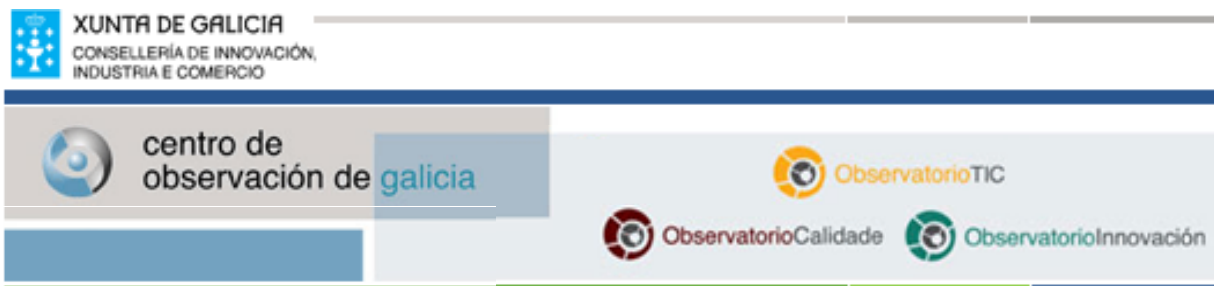 XUNTA DE GALICIA
CONSELLERÍA DE INNOVACIÓN,
INDUSTRIA E COMERCIO
centro de
observación de galicia
ObservatorioTIC
ObservatorioCalidade
ObservatorioInnovación